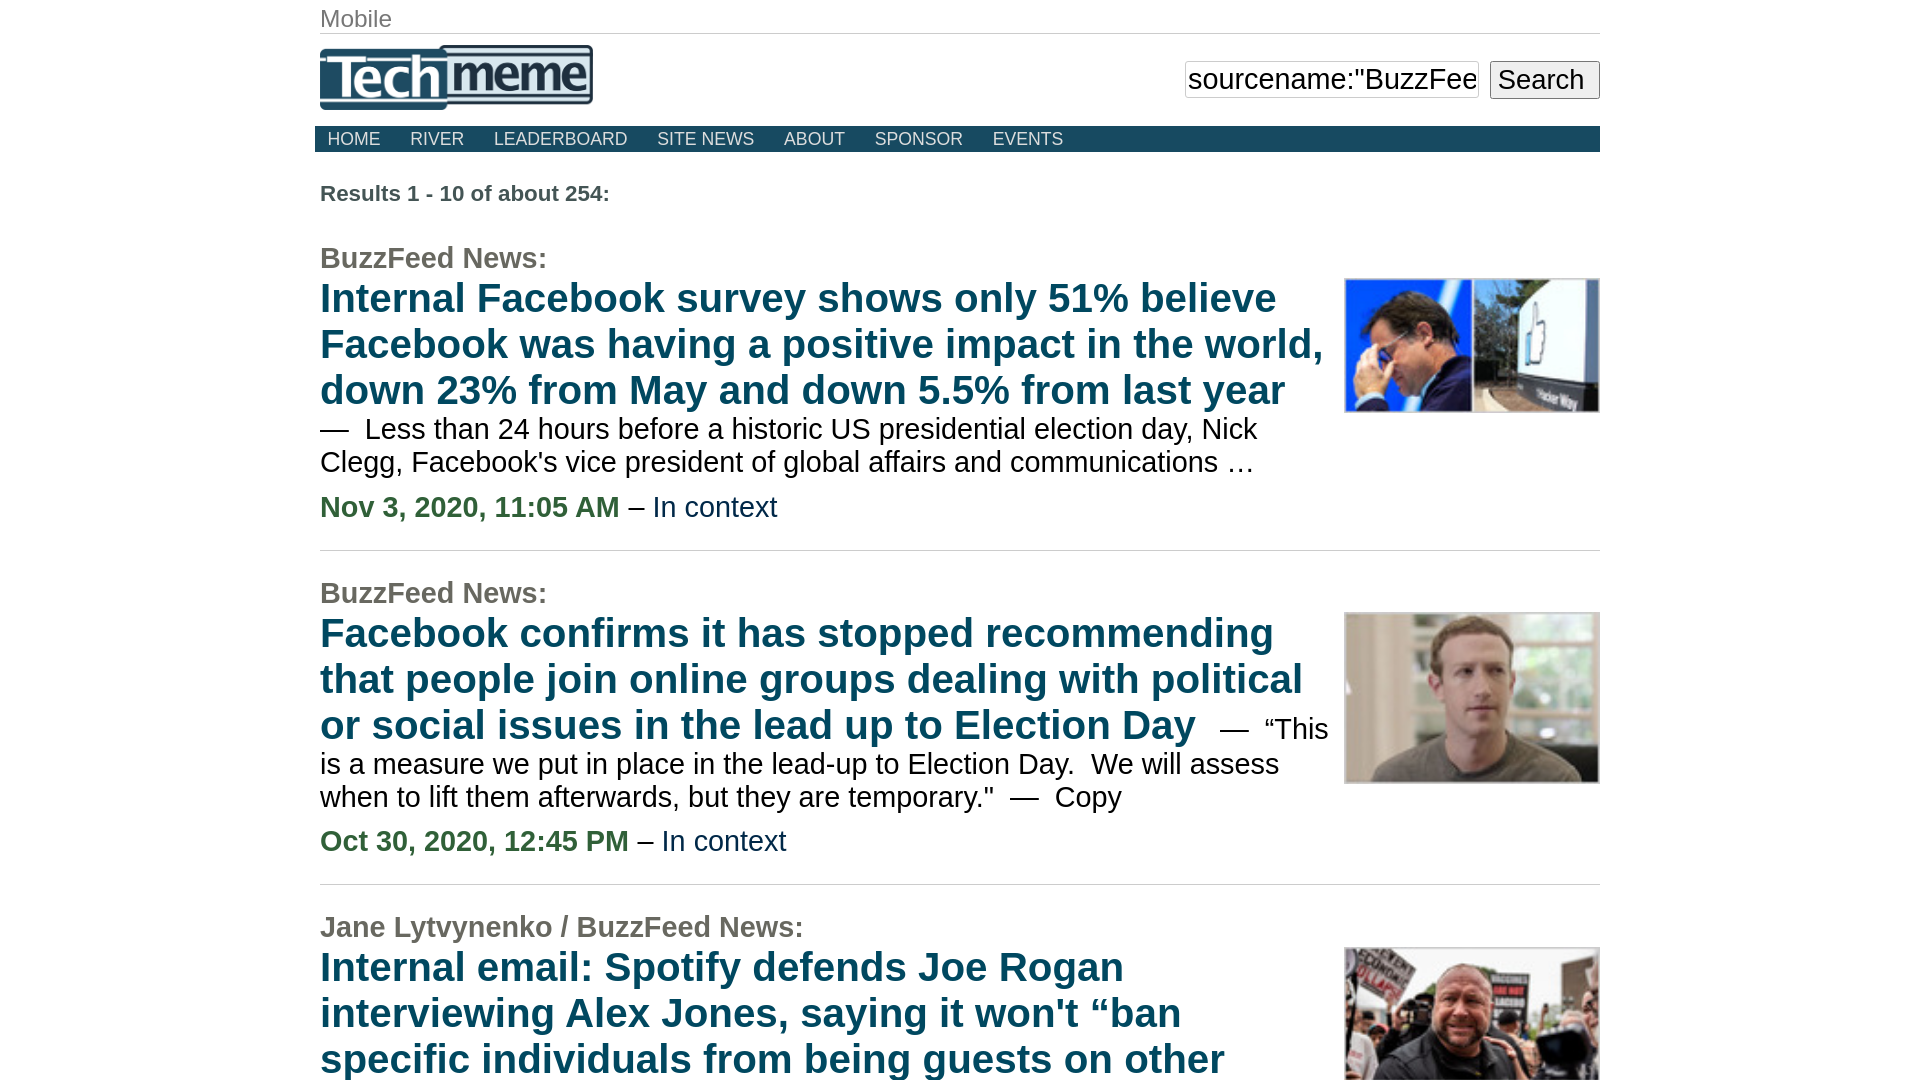 Mobile
Techmeme
sourcename:"BuzzFee
Search
HOME RIVER LEADERBOARD SITE NEWS ABOUT SPONSOR EVENTS
Results 1 - 10 of about 254:
BuzzFeed News:
Internal Facebook survey shows only 51% believe
Facebook was having a positive impact in the world,
down 23% from May and down 5.5% from last year
— Less than 24 hours before a historic US presidential election day, Nick
Clegg, Facebook's vice president of global affairs and communications …
Nov 3, 2020, 11:05 AM – In context
Hacker Way
BuzzFeed News:
Facebook confirms it has stopped recommending
that people join online groups dealing with political
or social issues in the lead up to Election Day — “This
is a measure we put in place in the lead-up to Election Day. We will assess
when to lift them afterwards, but they are temporary." — Copy
Oct 30, 2020, 12:45 PM – In context
Jane Lytvynenko / BuzzFeed News:
Internal email: Spotify defends Joe Rogan
interviewing Alex Jones, saying it won't “ban
specific individuals from being guests on other